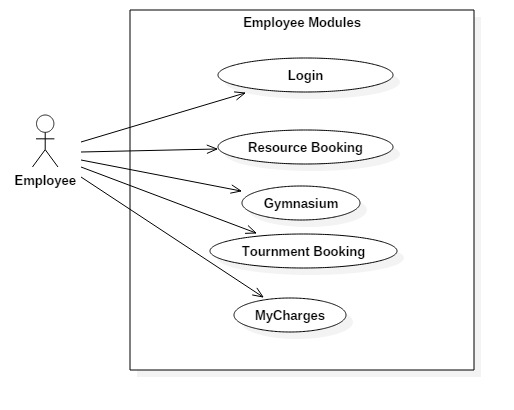 Employee Modules
Login
Resource Booking
Employee
Gymnasium
Tournment Booking
MyCharges